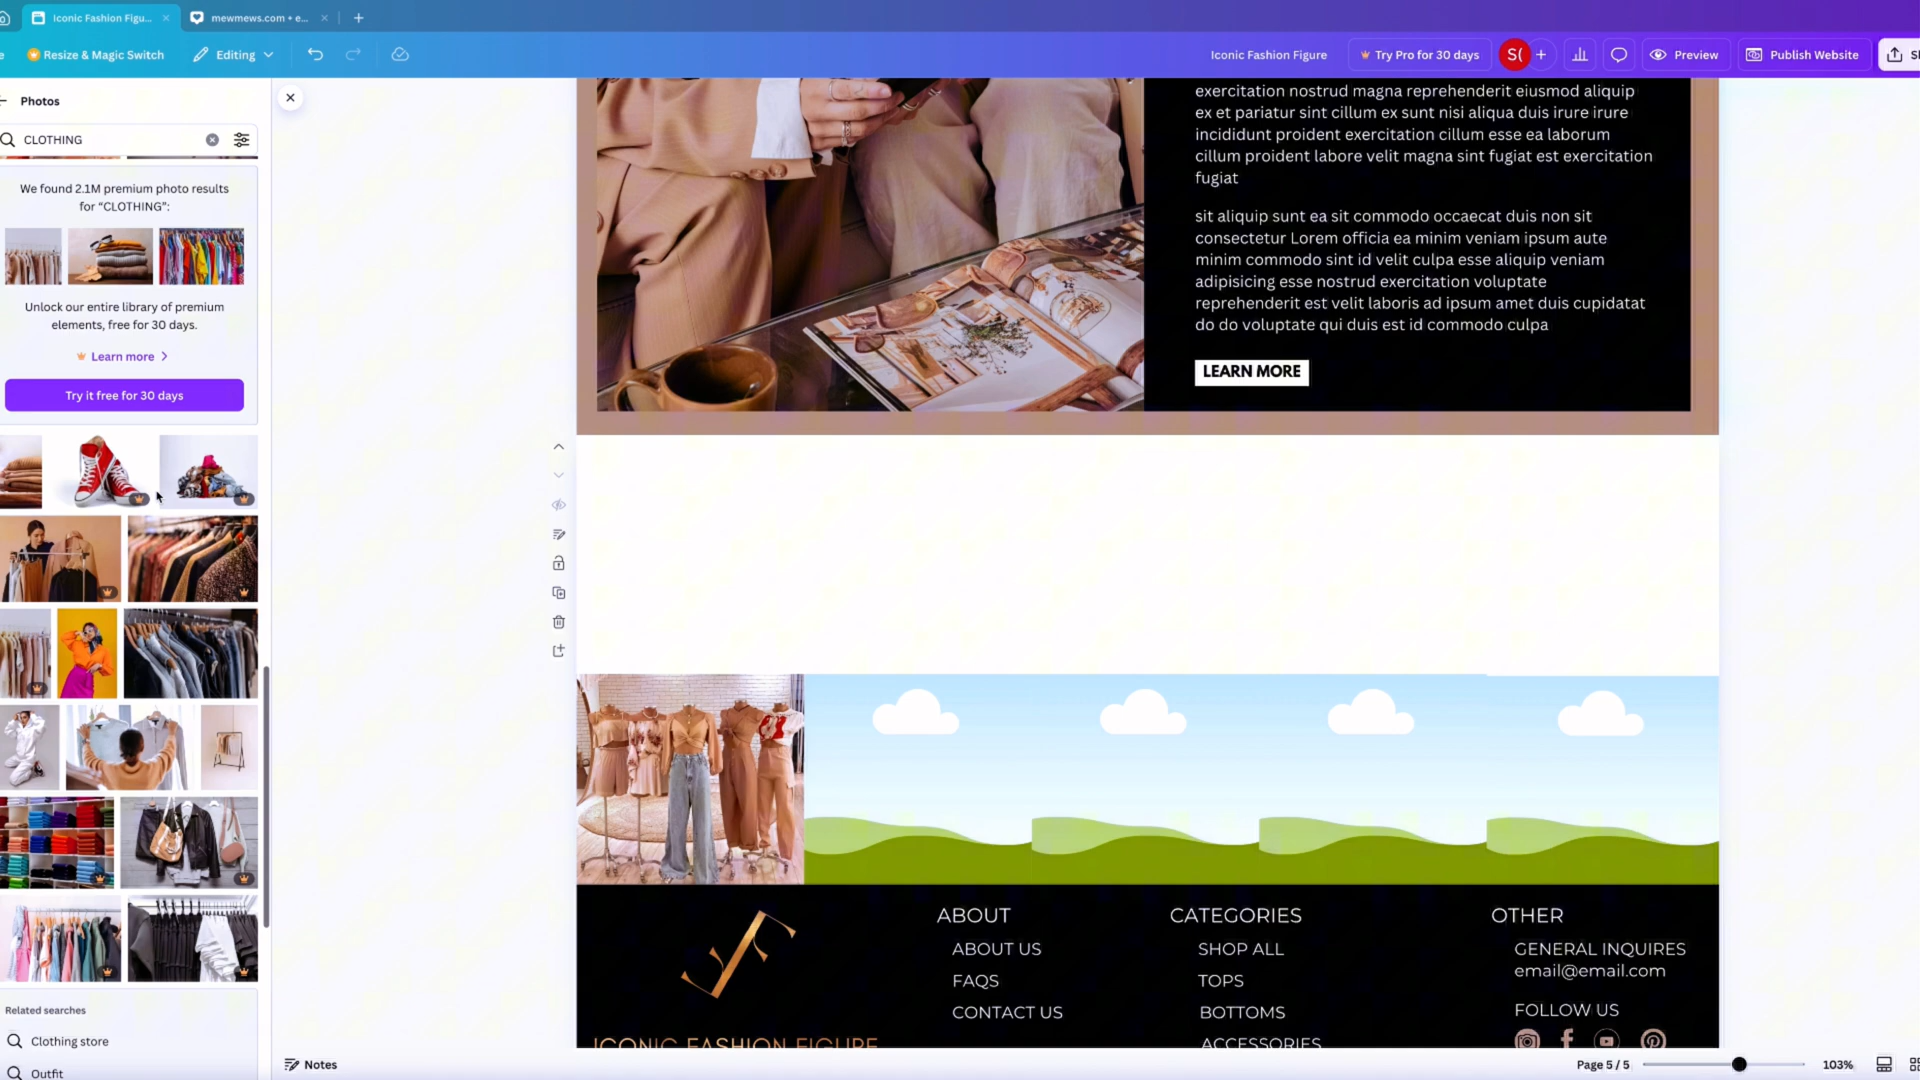 Iconic Fashion Figu...
mewmews.com • e...
Resize & Magic Switch
Editing
Iconic Fashion Figure
Try Pro for 30 days
S(
Preview
Publish Website
Photos
CLOTHING
We found 2.1M premium photo results
for “CLOTHING”:
Unlock our entire library of premium
elements, free for 30 days.
Learn more
Try it free for 30 days
Related searches
Clothing store
Outfit
exercitation nostrud magna reprehenderit eiusmod aliquip
ex et pariatur sint cillum ex sunt nisi aliqua duis irure irure
incididunt proident exercitation cillum esse ea laborum
cillum proident labore velit magna sint fugiat est exercitation
fugiat
sit aliquip sunt ea sit commodo occaecat duis non sit
consectetur Lorem officia ea minim veniam ipsum aute
minim commodo sint id velit culpa esse aliquip veniam
adipisicing esse nostrud exercitation voluptate
reprehenderit est velit laboris ad ipsum amet duis cupidatat
do do voluptate qui duis est id commodo culpa
LEARN MORE
ABOUT
ABOUT US
FAQS
CONTACT US
CATEGORIES
SHOP ALL
TOPS
BOTTOMS
ACCESSORIES
OTHER
GENERAL INQUIRES
email@email.com
FOLLOW US
ICONIC FASHION FIGURE
Notes
Page 5 / 5
103%